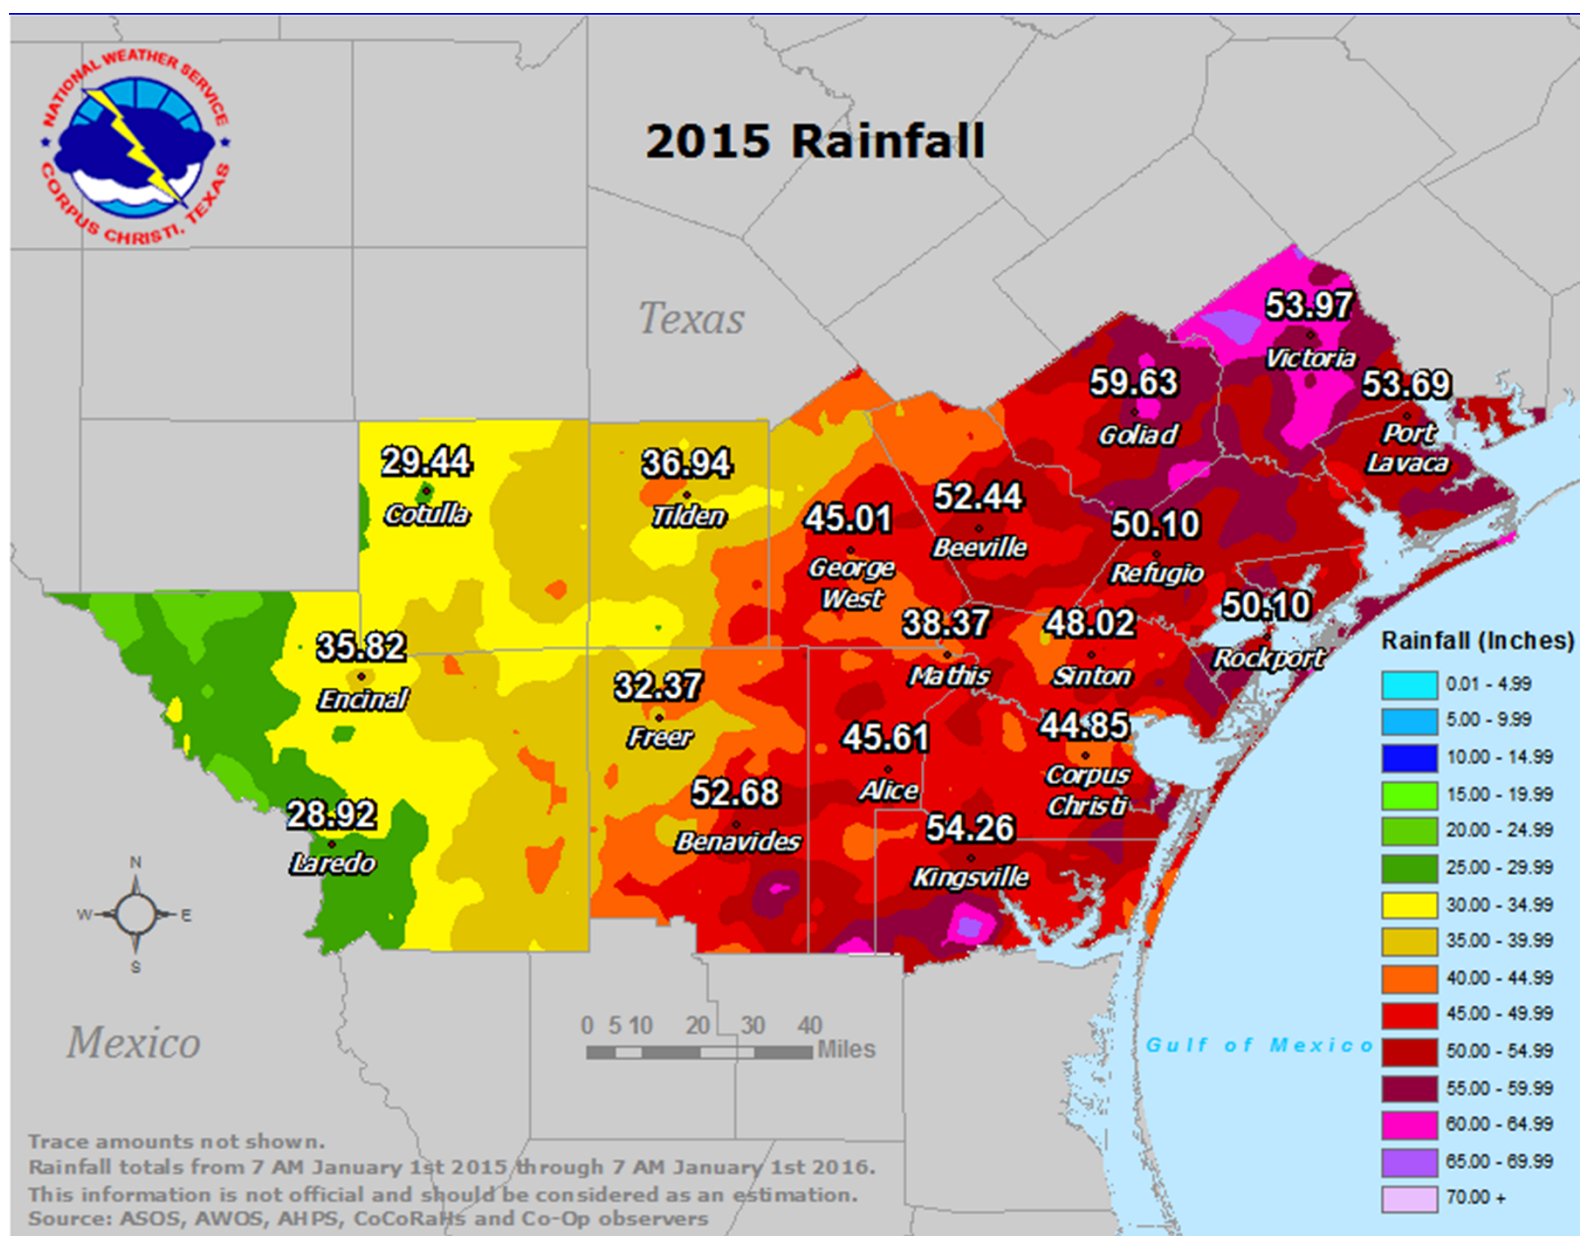 NATIONAL WEATHER SERVICE
CORPUS CHRISTI, TEXAS
2015 Rainfall
Texas
53.97
Victoria
59.63
Goliad
53.69
Port
Lavaca
29.44
Cotulla
36.94
Tilden
45.01
George
West
52.44
Beeville
50.10
Refugio
50.10
Rockport
38.37
Mathis
48.02
Sinton
35.82
Encinal
32.37
Freer
45.61
Alice
44.85
Corpus
Christi
28.92
Laredo
52.68
Benavides
54.26
Kingsville
Rainfall (Inches)
0.01 - 4.99
5.00 - 9.99
10.00 - 14.99
15.00 - 19.99
20.00 - 24.99
25.00 - 29.99
30.00 - 34.99
35.00 - 39.99
40.00 - 44.99
45.00 - 49.99
50.00 - 54.99
55.00 - 59.99
60.00 - 64.99
65.00 - 69.99
70.00 +
N
W E
S
Mexico
0 5 10 20 30 40
Miles
Gulf of Mexico
Trace amounts not shown.
Rainfall totals from 7 AM January 1st 2015 through 7 AM January 1st 2016.
This information is not official and should be considered as an estimation.
Source: ASOS, AWOS, AHPS, CoCoRaHs and Co-Op observers